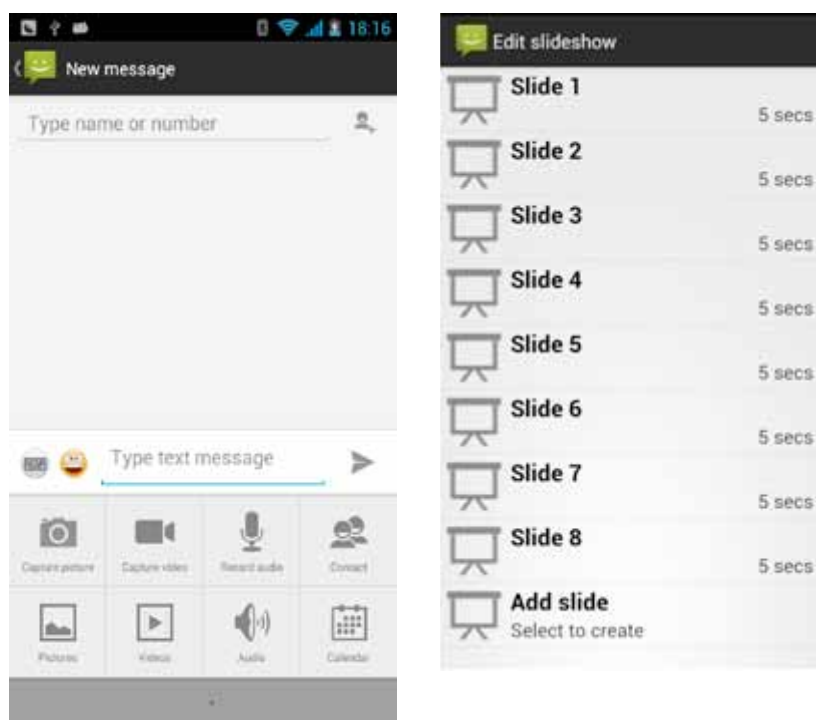 18:16
New message
Type name or number
Type text message
Capture picture
Capture video
Record audio
Contact
Pictures
Videos
Audio
Calendar
Edit slideshow
Slide 1
5 secs
Slide 2
5 secs
Slide 3
5 secs
Slide 4
5 secs
Slide 5
5 secs
Slide 6
5 secs
Slide 7
5 secs
Slide 8
5 secs
Add slide
Select to create